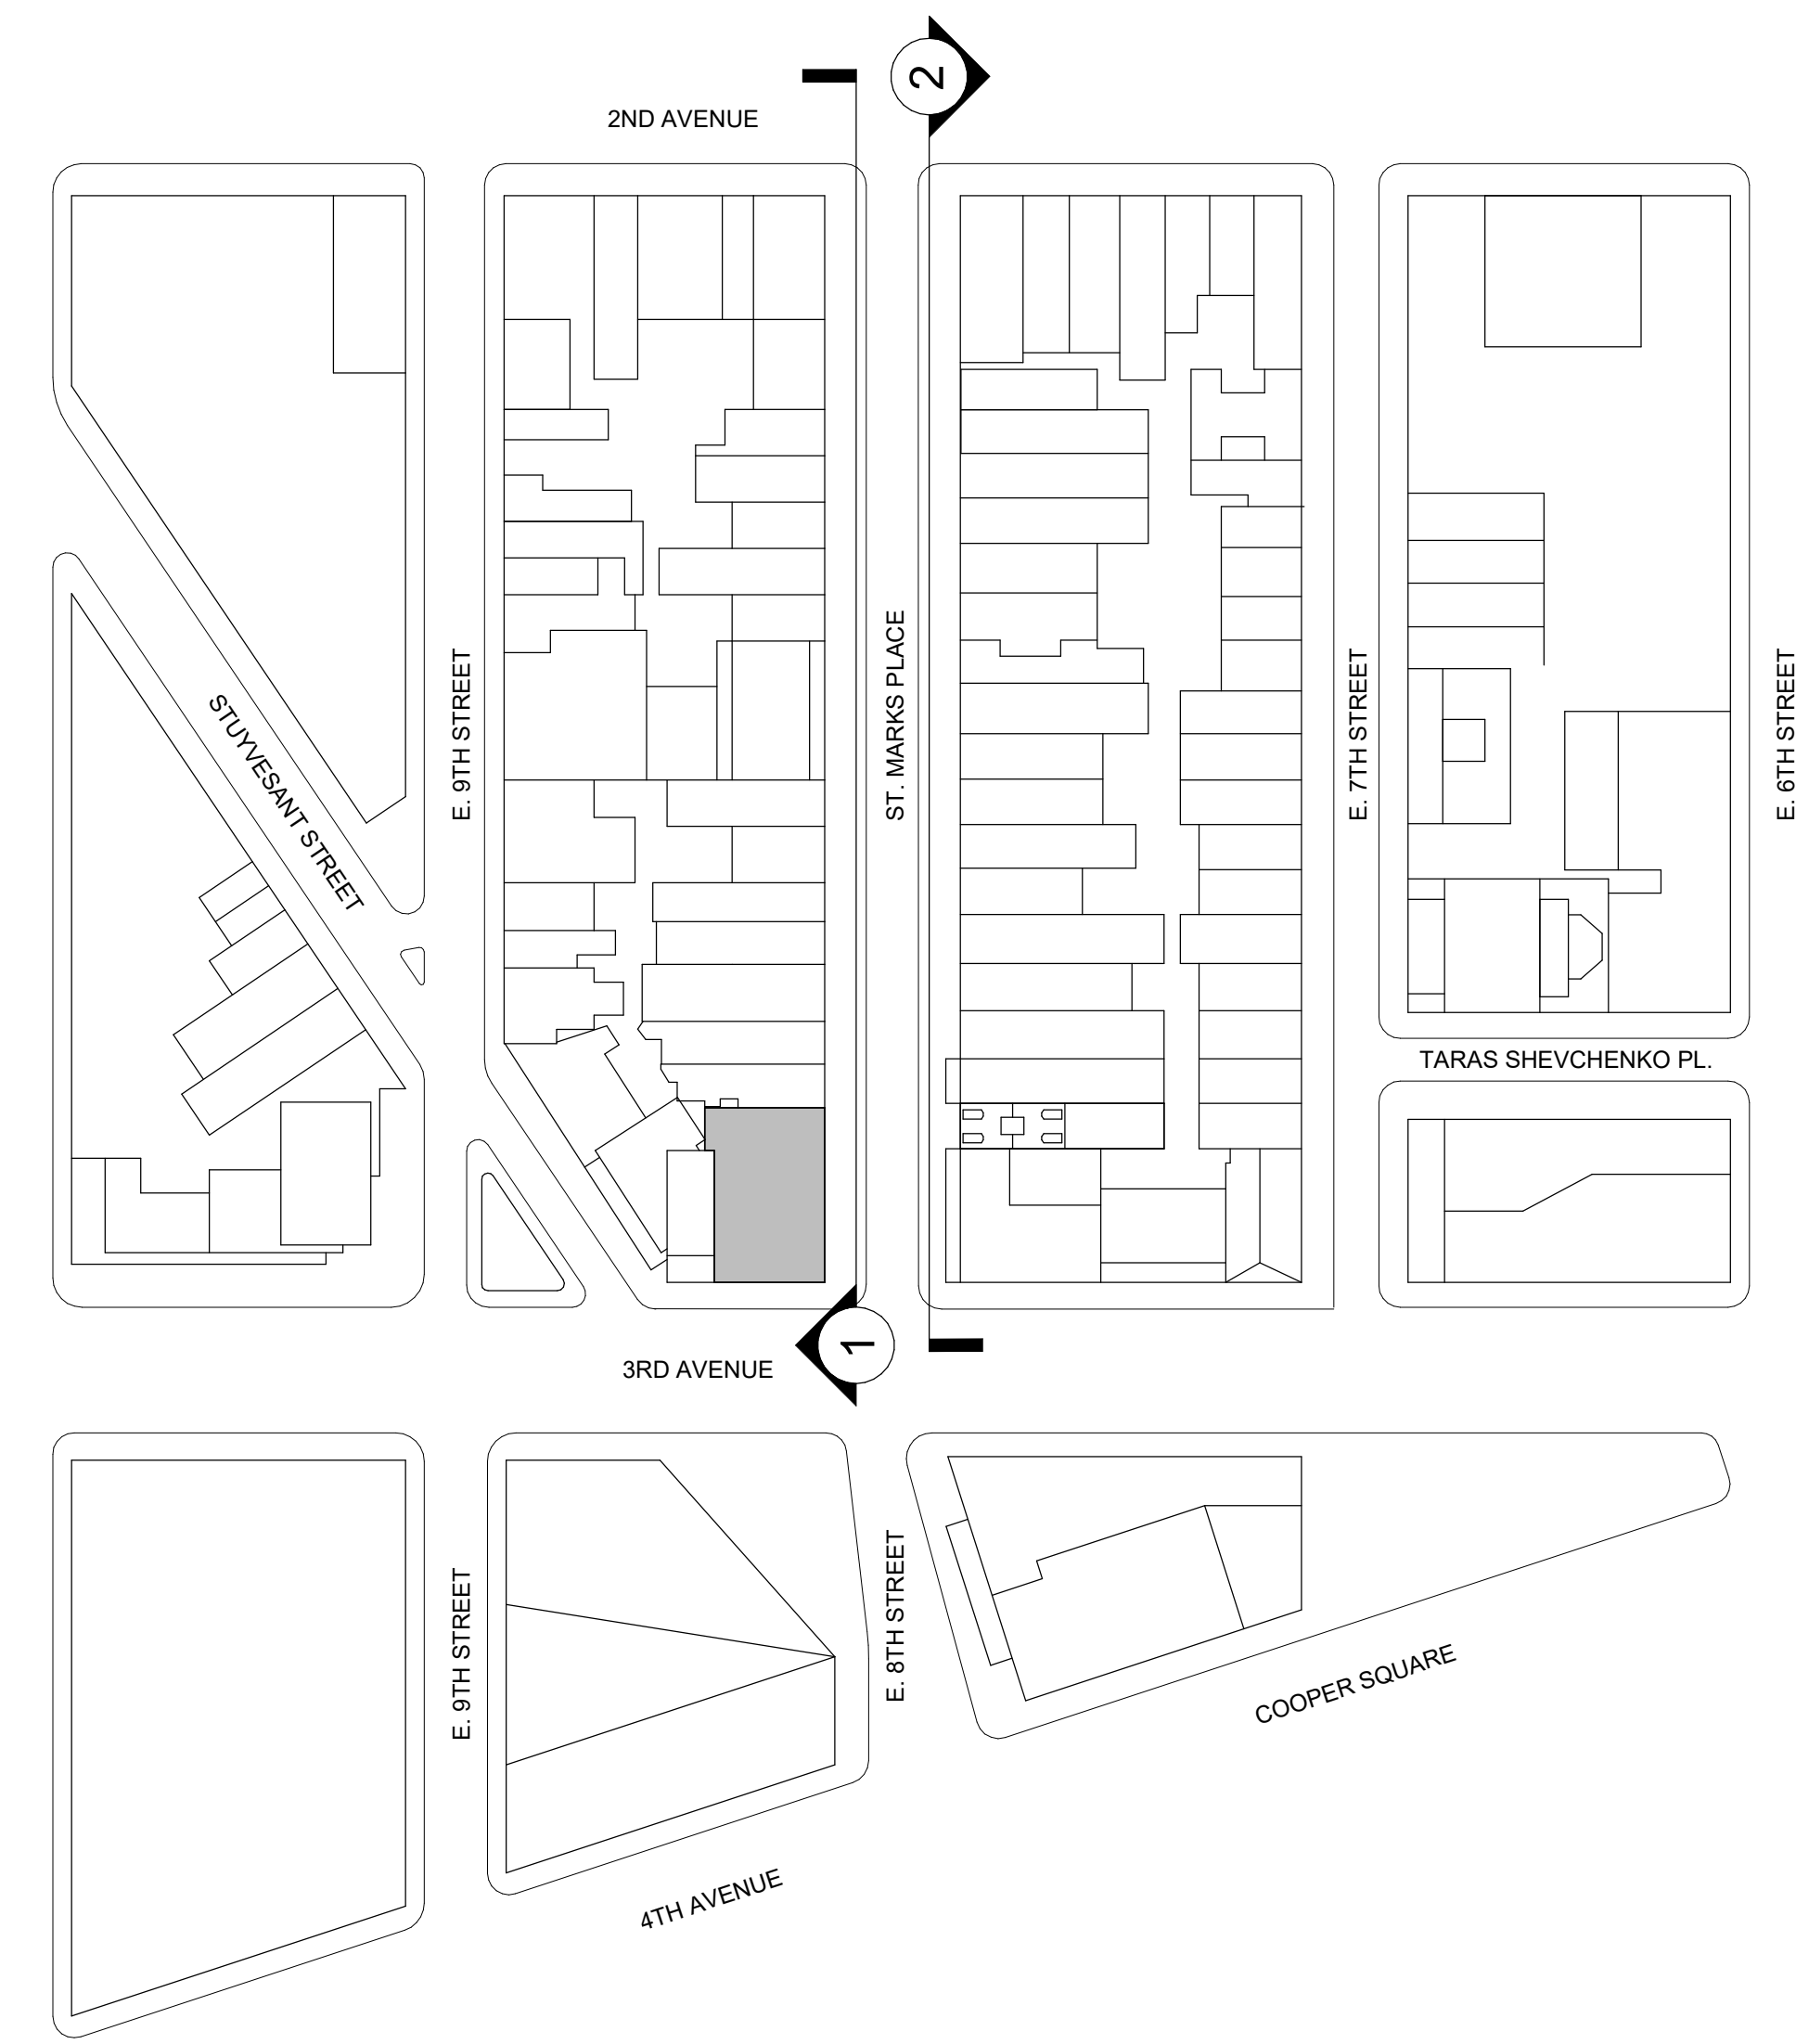 2
2ND AVENUE
STUYVESANT STREET
E. 9TH STREET
ST. MARKS PLACE
E. 7TH STREET
E. 6TH STREET
TARAS SHEVCHENKO PL.
1
3RD AVENUE
E. 9TH STREET
E. 8TH STREET
COOPER SQUARE
4TH AVENUE